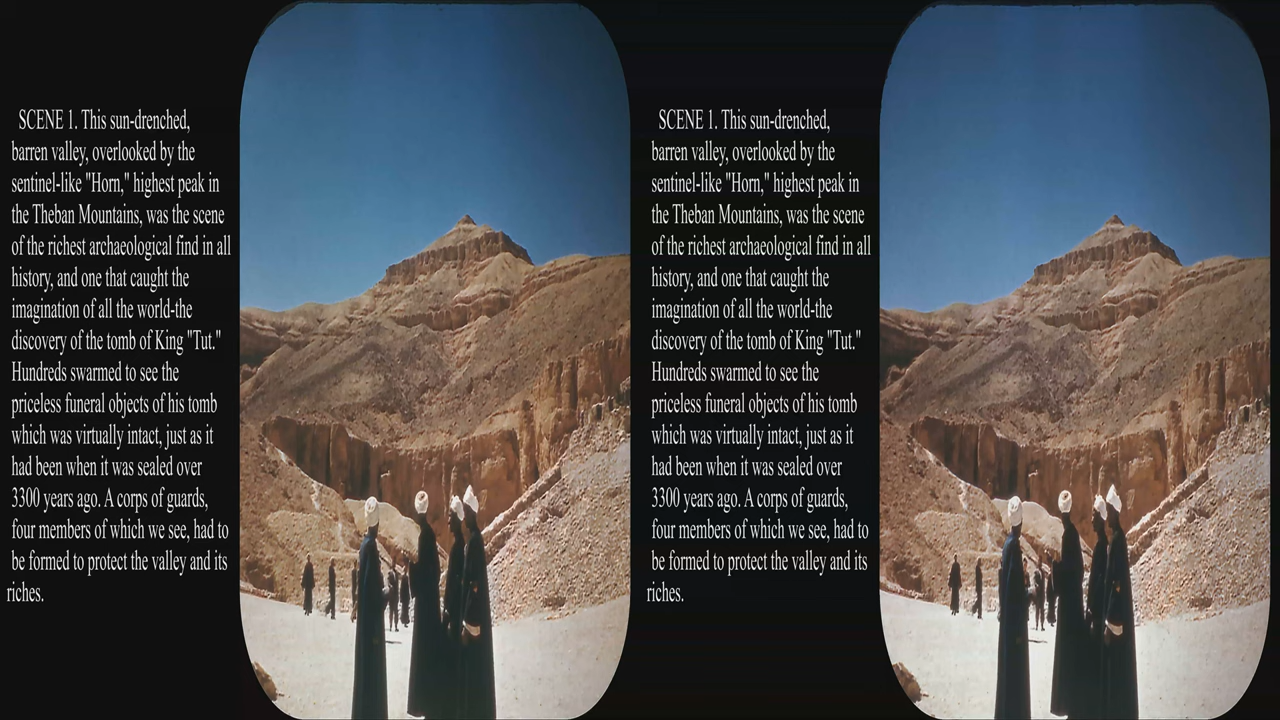 SCENE 1. This sun-drenched,
barren valley, overlooked by the
sentinel-like "Horn," highest peak in
the Theban Mountains, was the scene
of the richest archaeological find in all
history, and one that caught the
imagination of all the world-the
discovery of the tomb of King "Tut."
Hundreds swarmed to see the
priceless funeral objects of his tomb
which was virtually intact, just as it
had been when it was sealed over
3300 years ago. A corps of guards,
four members of which we see, had to
be formed to protect the valley and its
riches.
SCENE 1. This sun-drenched,
barren valley, overlooked by the
sentinel-like "Horn," highest peak in
the Theban Mountains, was the scene
of the richest archaeological find in all
history, and one that caught the
imagination of all the world-the
discovery of the tomb of King "Tut."
Hundreds swarmed to see the
priceless funeral objects of his tomb
which was virtually intact, just as it
had been when it was sealed over
3300 years ago. A corps of guards,
four members of which we see, had to
be formed to protect the valley and its
riches.